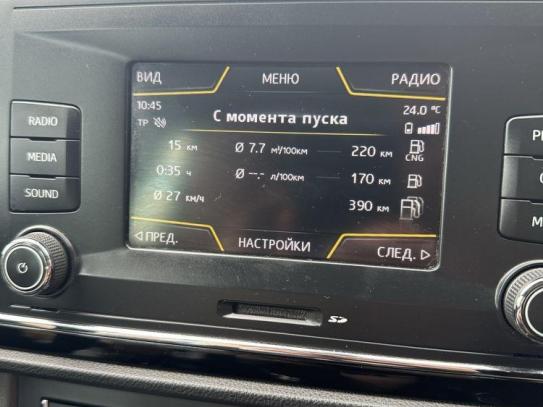 ВИД МЕНЮ РАДИО
10:45 24.0 °C
TP
С момента пуска
15 км Ø 7.7 м³/100км 220 км CNG
0:35 ч Ø --.- л/100км 170 км
Ø 27 км/ч 390 км
◁ ПРЕД. НАСТРОЙКИ СЛЕД. ▷
RADIO
MEDIA
SOUND
SD